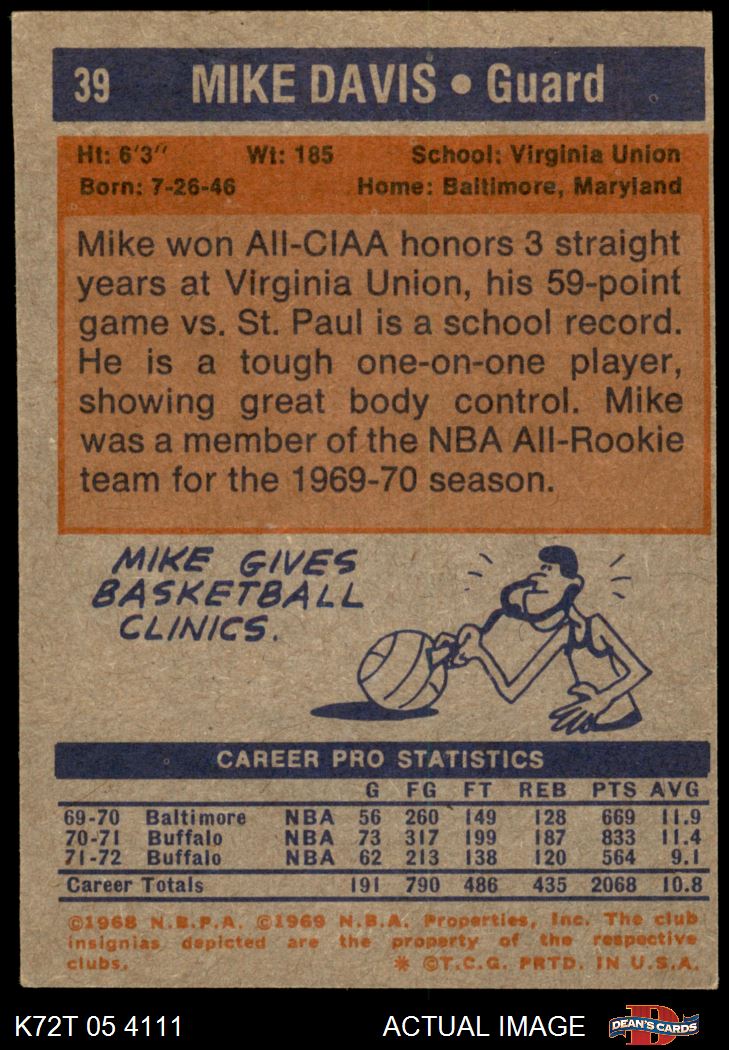 39 MIKE DAVIS • Guard
Ht: 6'3" Wt: 185 School: Virginia Union
Born: 7-26-46 Home: Baltimore, Maryland
Mike won All-CIAA honors 3 straight
years at Virginia Union, his 59-point
game vs. St. Paul is a school record.
He is a tough one-on-one player,
showing great body control. Mike
was a member of the NBA All-Rookie
team for the 1969-70 season.
MIKE GIVES
BASKETBALL
CLINICS.
CAREER PRO STATISTICS
G FG FT REB PTS AVG
69-70 Baltimore NBA 56 260 149 128 669 11.9
70-71 Buffalo NBA 73 317 199 187 833 11.4
71-72 Buffalo NBA 62 213 138 120 564 9.1
Career Totals 191 790 486 435 2068 10.8
©1968 N.B.P.A. ©1969 N.B.A. Properties, Inc. The club
insignias depicted are the property of the respective
clubs. * ©T.C.G. PRTD. IN U.S.A.
K72T 05 4111 ACTUAL IMAGE DEAN'S CARDS